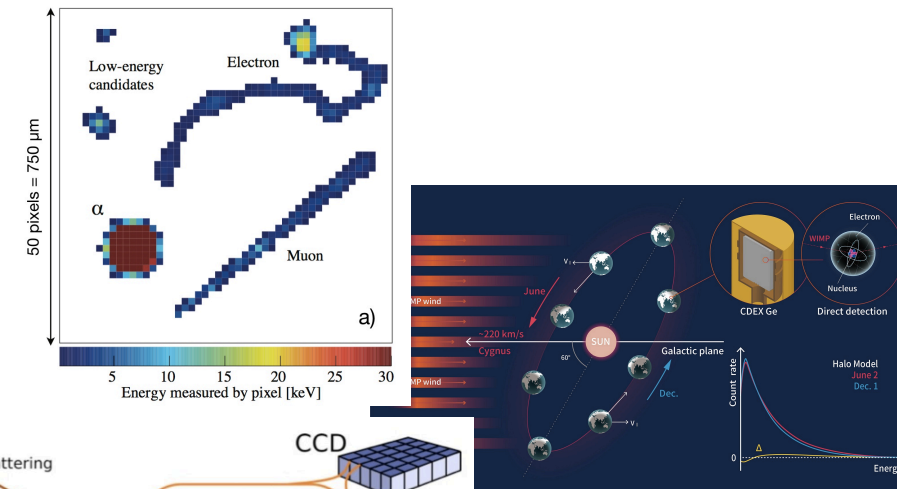 50 pixels = 750 µm
Low-energy
candidates
Electron
α
Muon
a)
5 10 15 20 25 30
Energy measured by pixel [keV]
CCD
ttering
MP wind
June
~220 km/s
Cygnus
MP wind
60°
SUN
Galactic plane
Dec.
CDEX Ge
WIMP
Electron
Nucleus
Direct detection
Count rate
Halo Model
June 2
Dec. 1
Δ
0
Energ